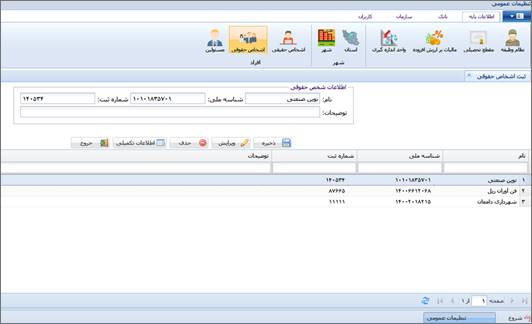 تنظیمات عمومی
اطلاعات پایه بانک سازمان کاربران
نظام وظیفه مقطع تحصیلی مالیات بر ارزش افزوده واحد اندازه گیری استان شهر اشخاص حقیقی اشخاص حقوقی مسئولین
شهر افراد
ثبت اشخاص حقوقی
اطلاعات شخص حقوقی
نام: نوین صنعتی شناسه ملی: ۱۰۱۰۱۸۳۵۷۰۱ شماره ثبت: ۱۴۰۵۳۴
توضیحات:
ذخیره ویرایش حذف اطلاعات تکمیلی خروج
نام شناسه ملی شماره ثبت توضیحات
۱ نوین صنعتی ۱۰۱۰۱۸۳۵۷۰۱ ۱۴۰۵۳۴
۲ فن آوران ریل ۱۴۰۰۶۶۱۲۰۶۸ ۸۷۶۶۵
۳ شهرداری دامغان ۱۴۰۰۲۰۱۸۲۱۵ ۱۱۱۱۱
صفحه ۱ از ۱
شروع تنظیمات عمومی